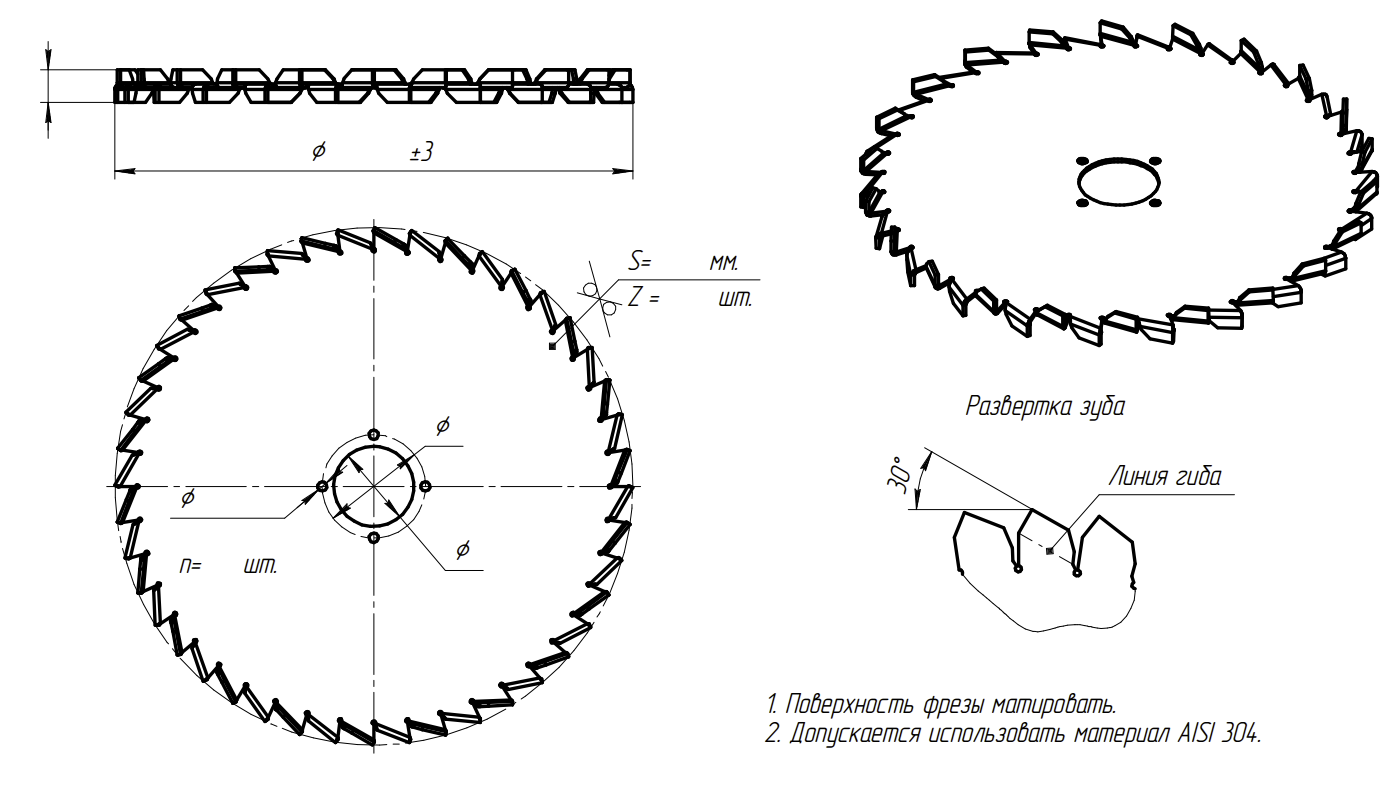 ϕ ±3
S= мм.
Z = шт.
ϕ
ϕ
ϕ
n= шт.
Развертка зуба
30°
Линия гиба
1. Поверхность фрезы матировать.
2. Допускается использовать материал AISI 304.